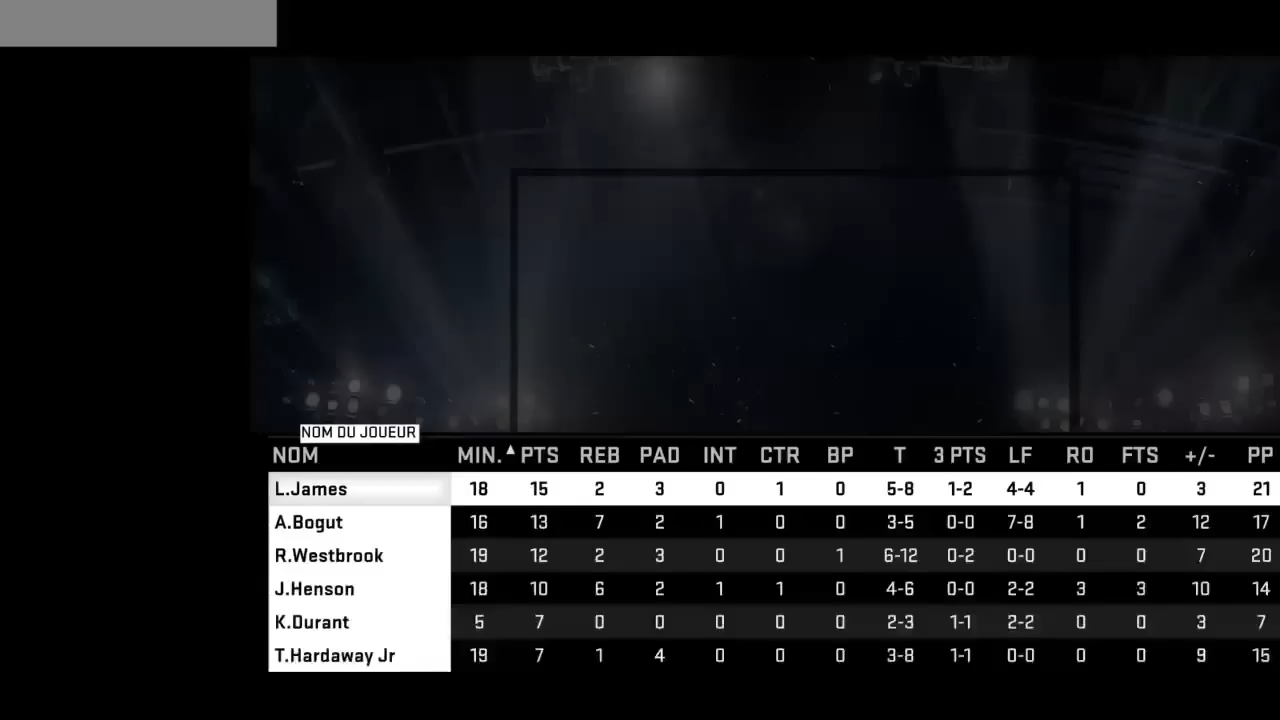 NOM DU JOUEUR
NOM MIN. PTS REB PAD INT CTR BP T 3 PTS LF RO FTS +/- PP
L.James 18 15 2 3 0 1 0 5-8 1-2 4-4 1 0 3 21
A.Bogut 16 13 7 2 1 0 0 3-5 0-0 7-8 1 2 12 17
R.Westbrook 19 12 2 3 0 0 1 6-12 0-2 0-0 0 0 7 20
J.Henson 18 10 6 2 1 1 0 4-6 0-0 2-2 3 3 10 14
K.Durant 5 7 0 0 0 0 0 2-3 1-1 2-2 0 0 3 7
T.Hardaway Jr 19 7 1 4 0 0 0 3-8 1-1 0-0 0 0 9 15